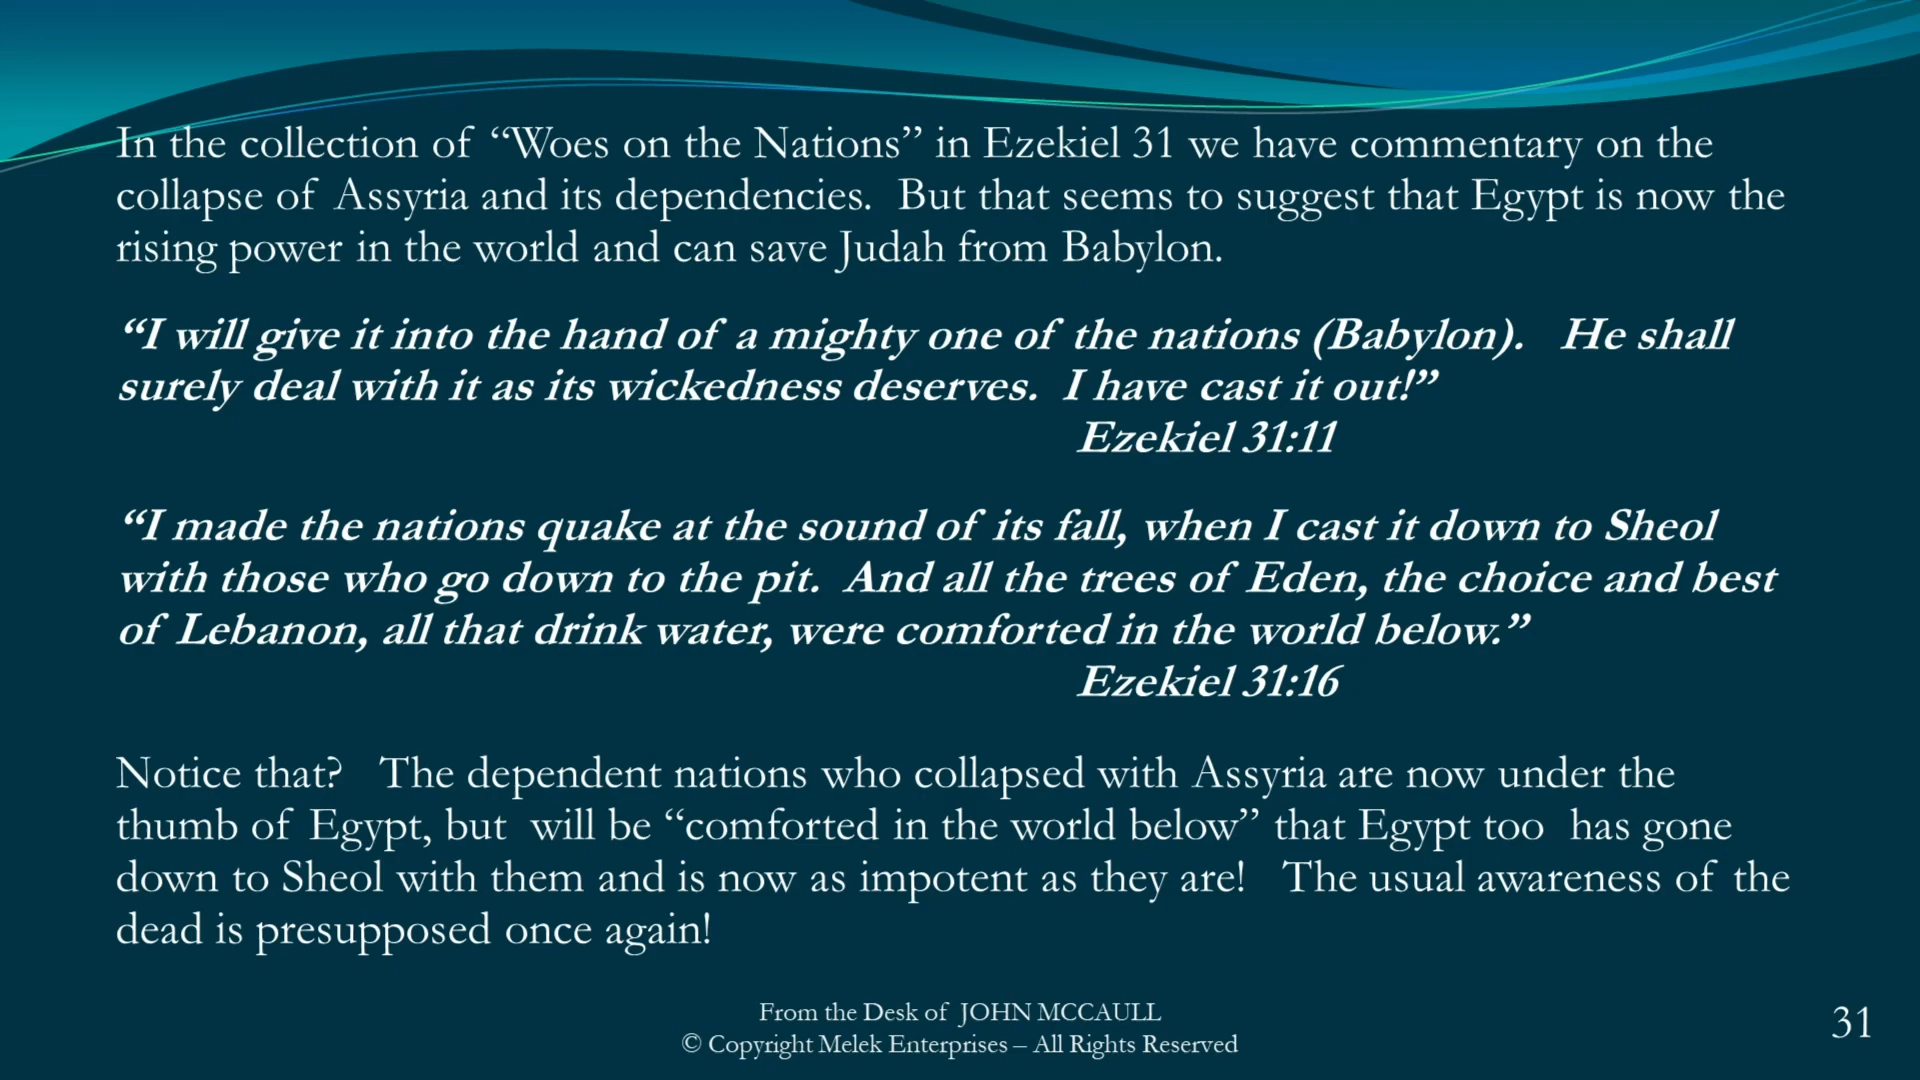 In the collection of “Woes on the Nations” in Ezekiel 31 we have commentary on the
collapse of Assyria and its dependencies. But that seems to suggest that Egypt is now the
rising power in the world and can save Judah from Babylon.
“I will give it into the hand of a mighty one of the nations (Babylon). He shall
surely deal with it as its wickedness deserves. I have cast it out!”
Ezekiel 31:11
“I made the nations quake at the sound of its fall, when I cast it down to Sheol
with those who go down to the pit. And all the trees of Eden, the choice and best
of Lebanon, all that drink water, were comforted in the world below.”
Ezekiel 31:16
Notice that? The dependent nations who collapsed with Assyria are now under the
thumb of Egypt, but will be “comforted in the world below” that Egypt too has gone
down to Sheol with them and is now as impotent as they are! The usual awareness of the
dead is presupposed once again!
From the Desk of JOHN MCCAULL
© Copyright Melek Enterprises – All Rights Reserved
31